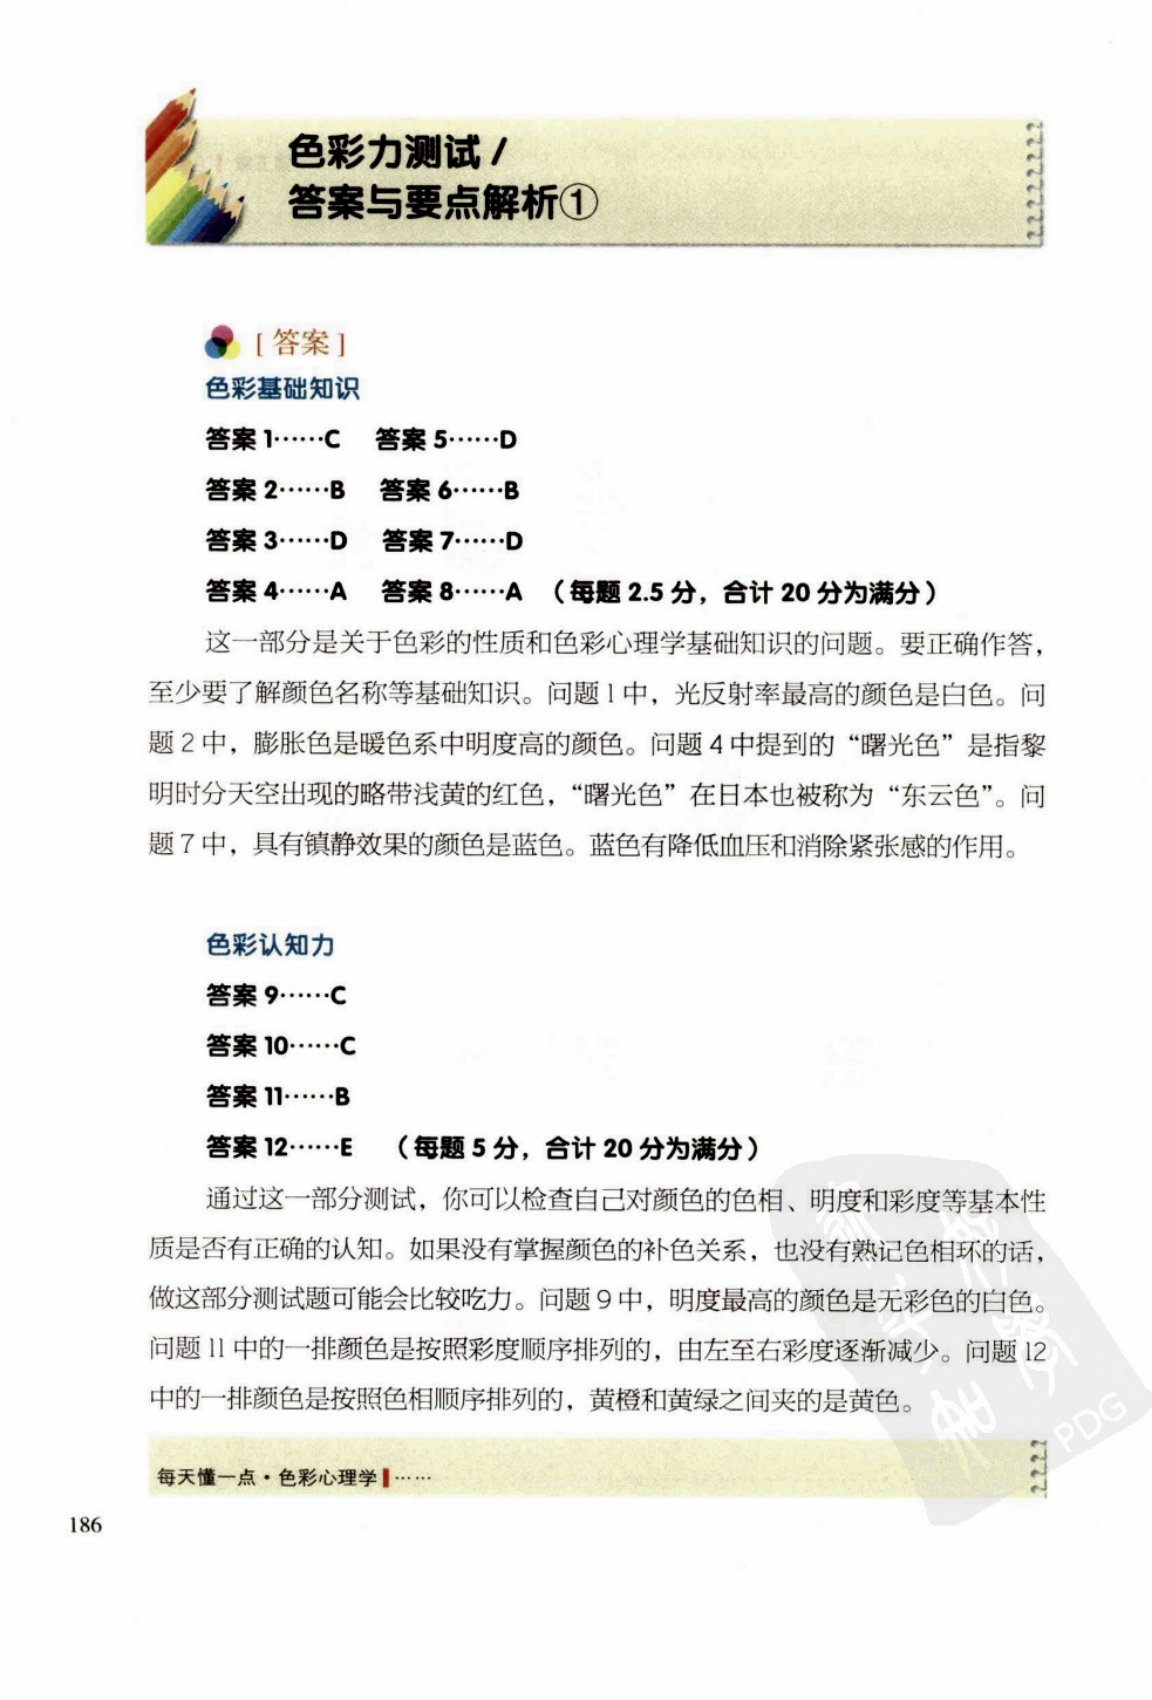 色彩力测试/
答案与要点解析①
[答案]
色彩基础知识
答案 1……C 答案 5……D
答案 2……B 答案 6……B
答案 3……D 答案 7……D
答案 4……A 答案 8……A （每题 2.5 分，合计 20 分为满分）
这一部分是关于色彩的性质和色彩心理学基础知识的问题。要正确作答，
至少要了解颜色名称等基础知识。问题 1 中，光反射率最高的颜色是白色。问
题 2 中，膨胀色是暖色系中明度高的颜色。问题 4 中提到的“曙光色”是指黎
明时分天空出现的略带浅黄的红色，“曙光色”在日本也被称为“东云色”。问
题 7 中，具有镇静效果的颜色是蓝色。蓝色有降低血压和消除紧张感的作用。
色彩认知力
答案 9……C
答案 10……C
答案 11……B
答案 12……E （每题 5 分，合计 20 分为满分）
通过这一部分测试，你可以检查自己对颜色的色相、明度和彩度等基本性
质是否有正确的认知。如果没有掌握颜色的补色关系，也没有熟记色相环的话，
做这部分测试题可能会比较吃力。问题 9 中，明度最高的颜色是无彩色的白色。
问题 11 中的一排颜色是按照彩度顺序排列的，由左至右彩度逐渐减少。问题 12
中的一排颜色是按照色相顺序排列的，黄橙和黄绿之间夹的是黄色。
PDG
每天懂一点·色彩心理学 ……
186